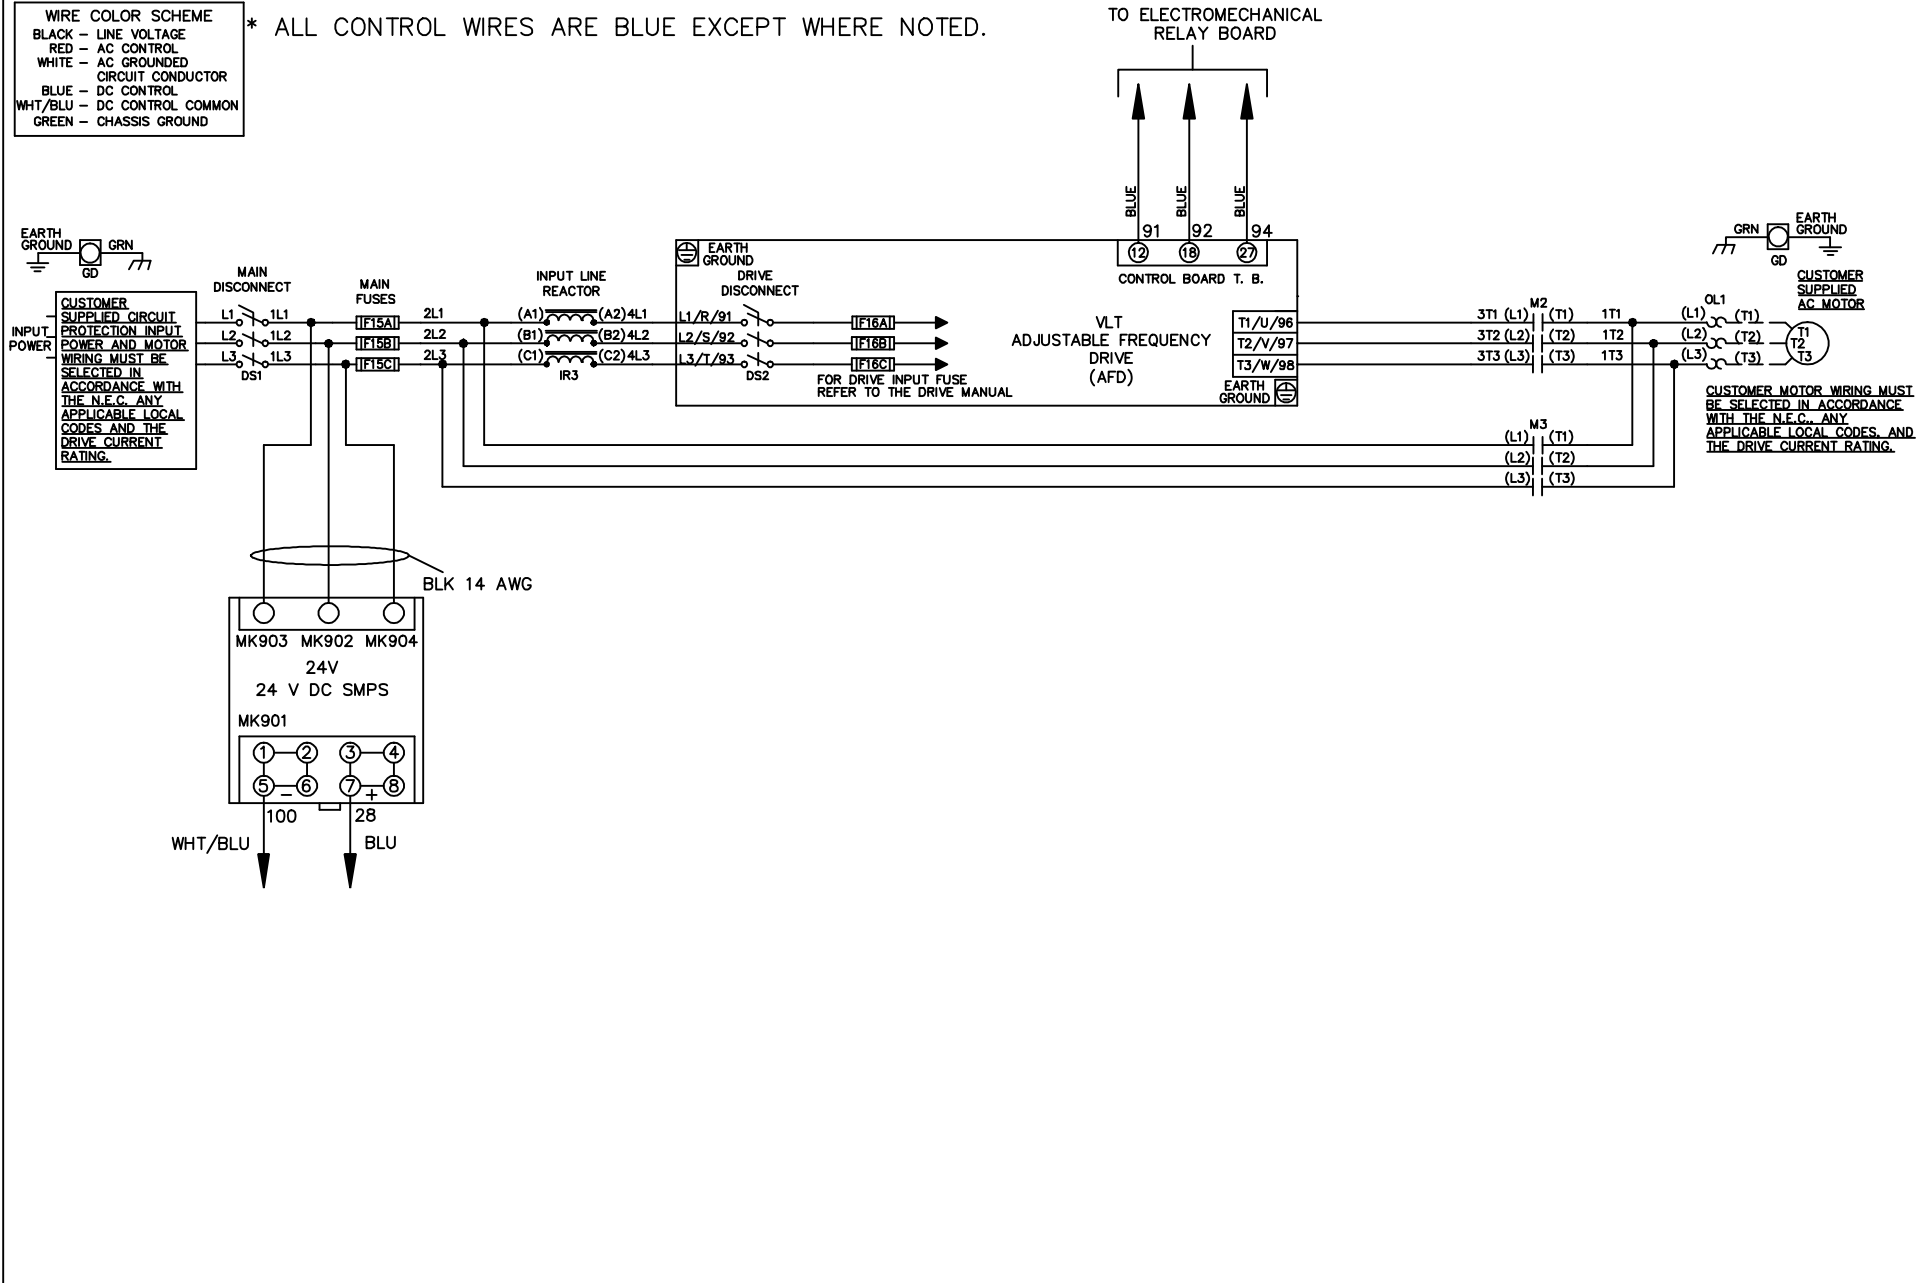 WIRE COLOR SCHEME
BLACK – LINE VOLTAGE
RED – AC CONTROL
WHITE – AC GROUNDED
CIRCUIT CONDUCTOR
BLUE – DC CONTROL
WHT/BLU – DC CONTROL COMMON
GREEN – CHASSIS GROUND
* ALL CONTROL WIRES ARE BLUE EXCEPT WHERE NOTED.
TO ELECTROMECHANICAL
RELAY BOARD
BLUE
BLUE
BLUE
91 92 94
12 18 27
CONTROL BOARD T. B.
EARTH
GROUND
GRN
GD
INPUT
POWER
CUSTOMER
SUPPLIED CIRCUIT
PROTECTION INPUT
POWER AND MOTOR
WIRING MUST BE
SELECTED IN
ACCORDANCE WITH
THE N.E.C. ANY
APPLICABLE LOCAL
CODES AND THE
DRIVE CURRENT
RATING.
MAIN
DISCONNECT
L1 1L1
L2 1L2
L3 1L3
DS1
MAIN
FUSES
F15A
F15B
F15C
2L1
2L2
2L3
INPUT LINE
REACTOR
(A1) (A2) 4L1
(B1) (B2) 4L2
(C1) (C2) 4L3
IR3
EARTH
GROUND
DRIVE
DISCONNECT
L1/R/91
L2/S/92
L3/T/93
DS2
F16A
F16B
F16C
FOR DRIVE INPUT FUSE
REFER TO THE DRIVE MANUAL
VLT
ADJUSTABLE FREQUENCY
DRIVE
(AFD)
T1/U/96
T2/V/97
T3/W/98
EARTH
GROUND
M2
3T1 (L1) (T1) 1T1
3T2 (L2) (T2) 1T2
3T3 (L3) (T3) 1T3
M3
(L1) (T1)
(L2) (T2)
(L3) (T3)
OL1
(L1) (T1)
(L2) (T2)
(L3) (T3)
T1
T2
T3
GRN
EARTH
GROUND
GD
CUSTOMER
SUPPLIED
AC MOTOR
CUSTOMER MOTOR WIRING MUST
BE SELECTED IN ACCORDANCE
WITH THE N.E.C., ANY
APPLICABLE LOCAL CODES, AND
THE DRIVE CURRENT RATING.
BLK 14 AWG
MK903 MK902 MK904
24V
24 V DC SMPS
MK901
1 2 3 4
5 6 7 8
– +
100 28
WHT/BLU BLU